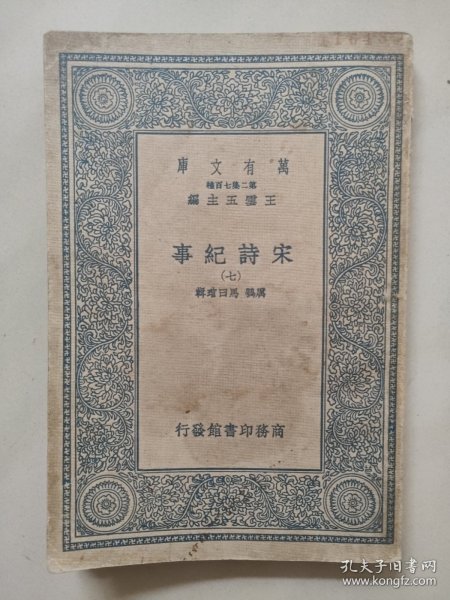 萬有文庫
第二集七百種
王雲五主編
宋詩紀事
(七)
厲鶚 馬曰琯輯
商務印書館發行
孔夫子旧书网
www.kongfz.com